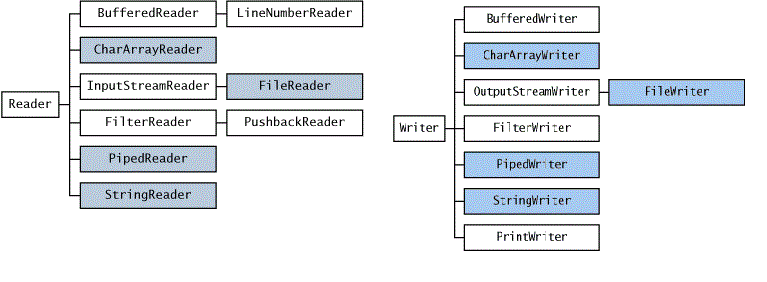 BufferedReader
LineNumberReader
CharArrayReader
InputStreamReader
FileReader
Reader
FilterReader
PushbackReader
PipedReader
StringReader
BufferedWriter
CharArrayWriter
OutputStreamWriter
FileWriter
Writer
FilterWriter
PipedWriter
StringWriter
PrintWriter